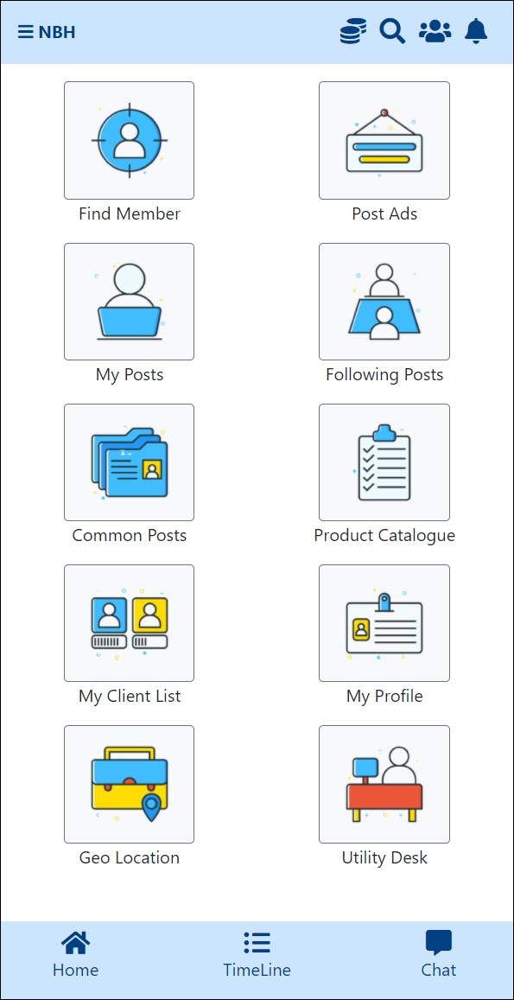 NBH
Find Member
Post Ads
My Posts
Following Posts
Common Posts
Product Catalogue
My Client List
My Profile
Geo Location
Utility Desk
Home
TimeLine
Chat